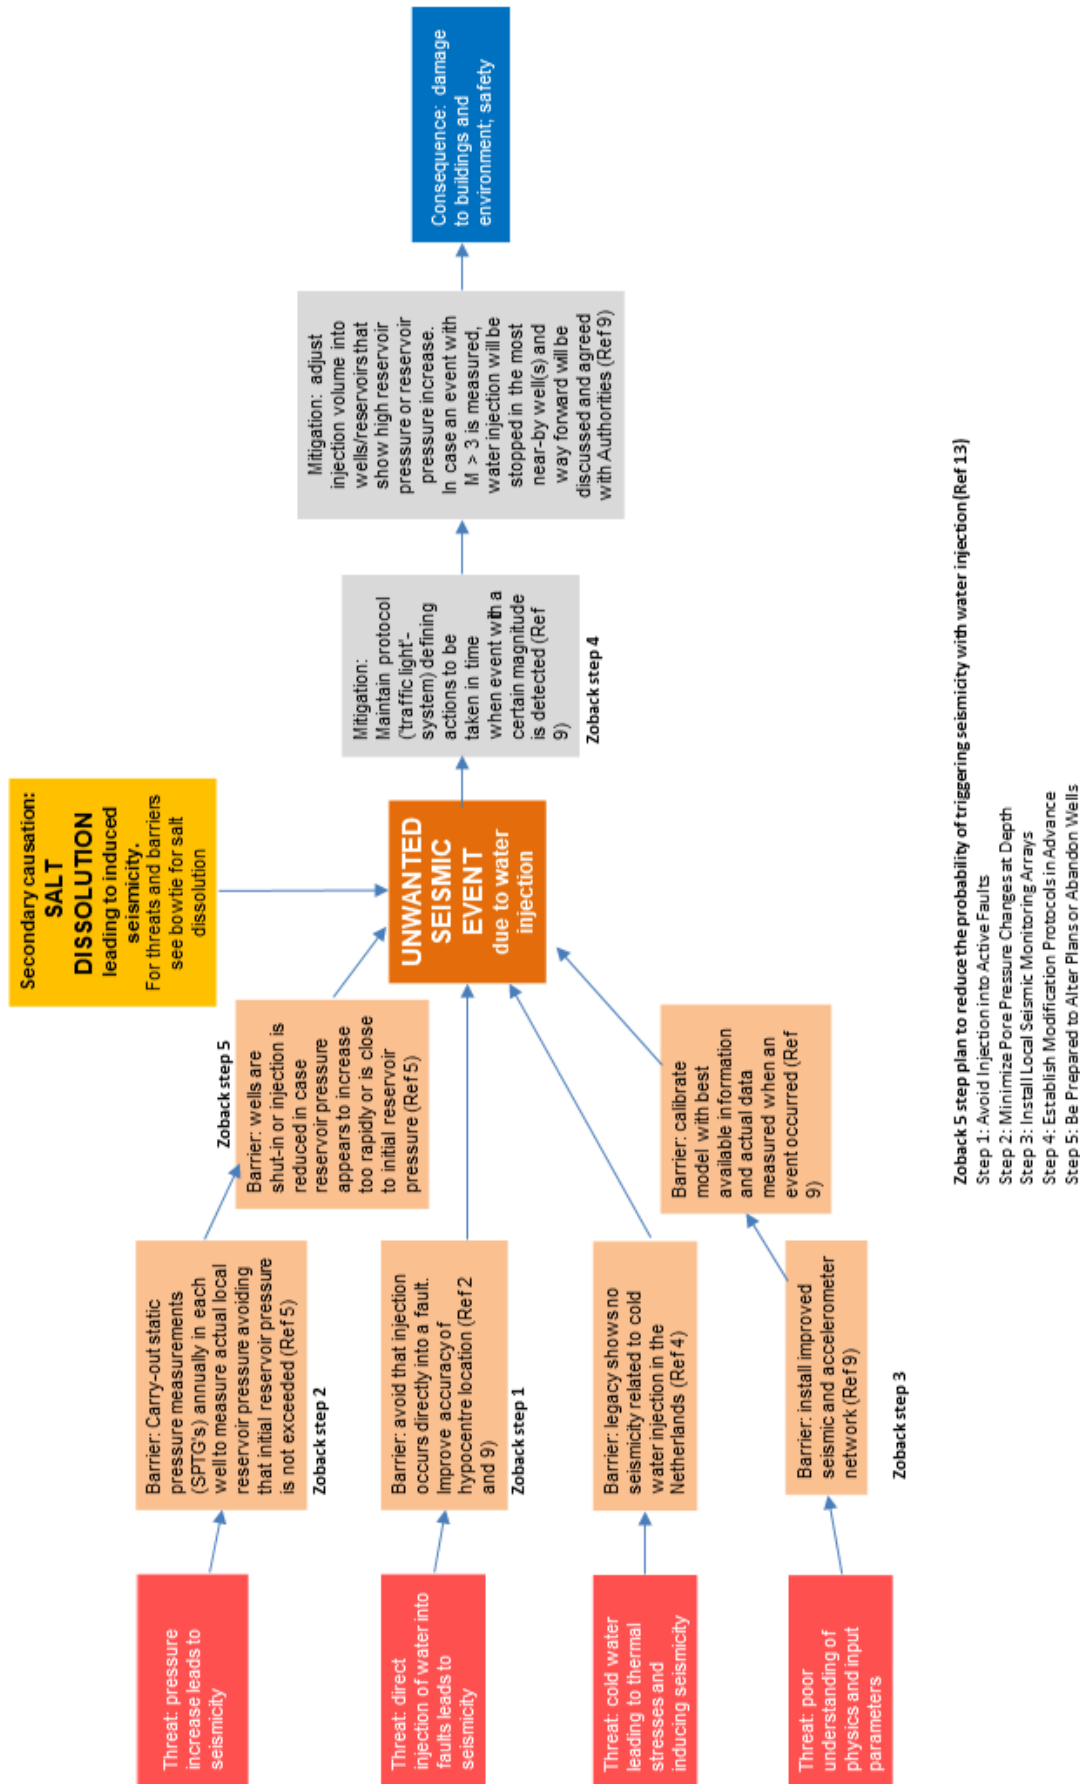 Threat: pressure
increase leads to
seismicity
Barrier: Carry-out static
pressure measurements
(SPTG's) annually in each
well to measure actual local
reservoir pressure avoiding
that initial reservoir pressure
is not exceeded (Ref 5)
Zoback step 2
Zoback step 5
Barrier: wells are
shut-in or injection is
reduced in case
reservoir pressure
appears to increase
too rapidly or is close
to initial reservoir
pressure (Ref 5)
Secondary causation:
SALT
DISSOLUTION
leading to induced
seismicity.
For threats and barriers
see bowtie for salt
dissolution
Threat: direct
injection of water into
faults leads to
seismicity
Barrier: avoid that injection
occurs directly into a fault.
Improve accuracy of
hypocentre location (Ref 2
and 9)
Zoback step 1
UNWANTED
SEISMIC
EVENT
due to water
injection
Mitigation:
Maintain protocol
('traffic light'-
system) defining
actions to be
taken in time
when event with a
certain magnitude
is detected (Ref
9)
Zoback step 4
Mitigation: adjust
injection volume into
wells/reservoirs that
show high reservoir
pressure or reservoir
pressure increase.
In case an event with
M > 3 is measured,
water injection will be
stopped in the most
near-by well(s) and
way forward will be
discussed and agreed
with Authorities (Ref 9)
Consequence: damage
to buildings and
environment; safety
Threat: cold water
leading to thermal
stresses and
inducing seismicity
Barrier: legacy shows no
seismicity related to cold
water injection in the
Netherlands (Ref 4)
Threat: poor
understanding of
physics and input
parameters
Barrier: install improved
seismic and accelerometer
network (Ref 9)
Zoback step 3
Barrier: calibrate
model with best
available information
and actual data
measured when an
event occurred (Ref
9)
Zoback 5 step plan to reduce the probability of triggering seismicity with water injection (Ref 13)
Step 1: Avoid Injection into Active Faults
Step 2: Minimize Pore Pressure Changes at Depth
Step 3: Install Local Seismic Monitoring Arrays
Step 4: Establish Modification Protocols in Advance
Step 5: Be Prepared to Alter Plans or Abandon Wells